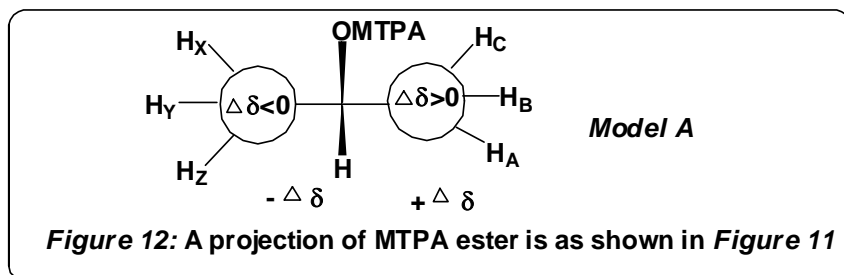 OMTPA
H_X
H_C
H_Y
△ δ<0
△ δ>0
H_B
Model A
H_Z
H
H_A
- △ δ
+ △ δ
Figure 12: A projection of MTPA ester is as shown in Figure 11